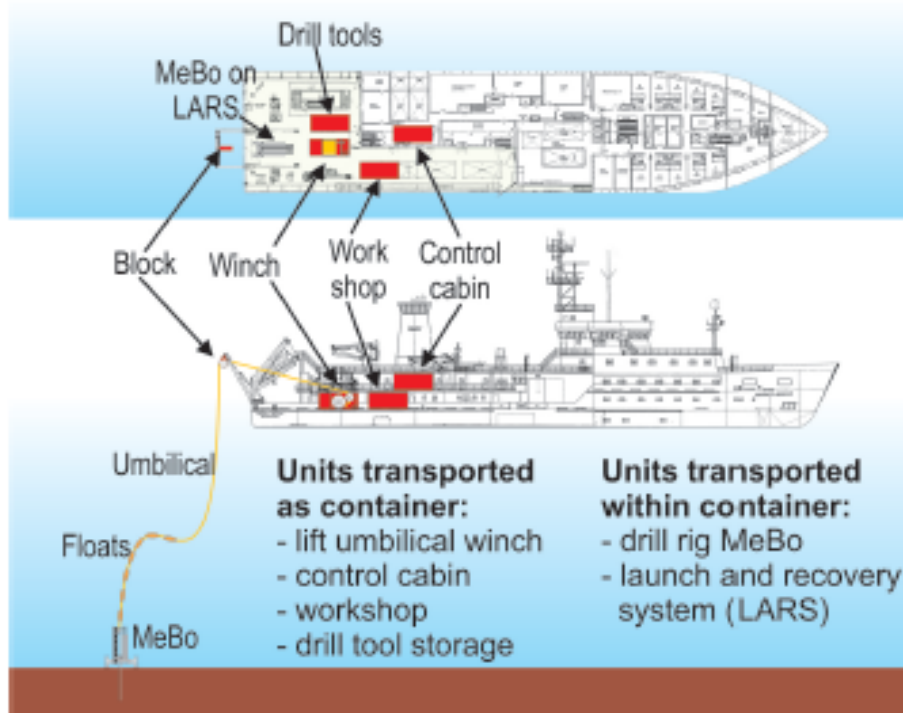 Drill tools
MeBo on
LARS
Block
Winch
Work
shop
Control
cabin
Umbilical
Floats
MeBo
Units transported
as container:
- lift umbilical winch
- control cabin
- workshop
- drill tool storage
Units transported
within container:
- drill rig MeBo
- launch and recovery
system (LARS)